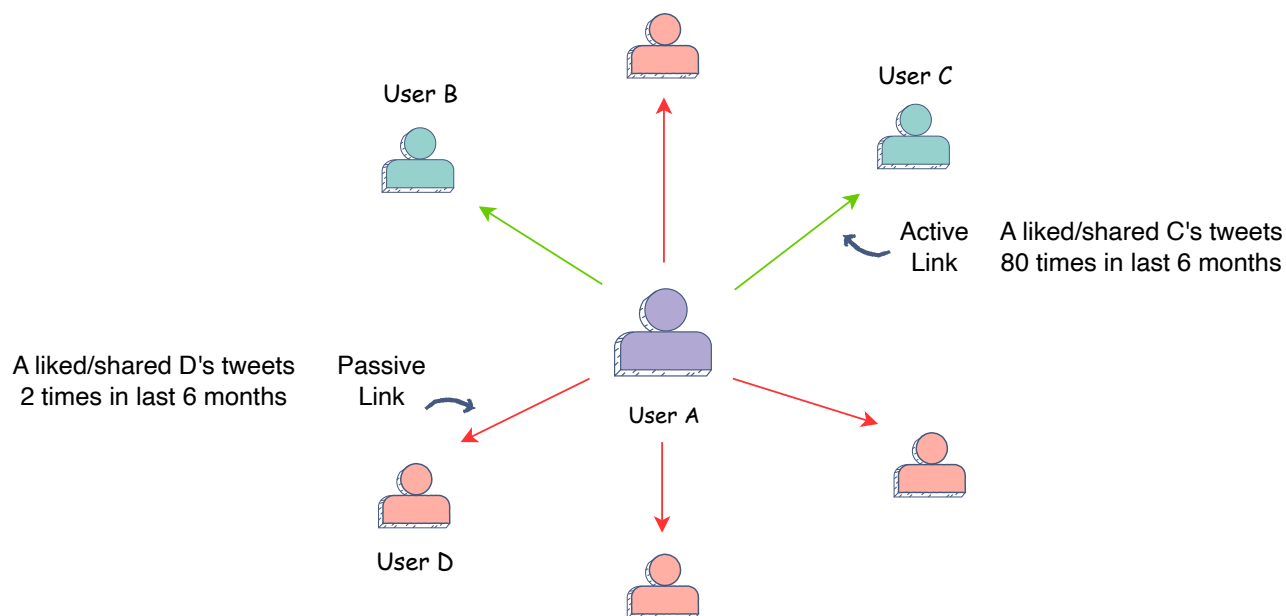 User B
User C
Active
Link
A liked/shared C's tweets
80 times in last 6 months
A liked/shared D's tweets
2 times in last 6 months
Passive
Link
User A
User D